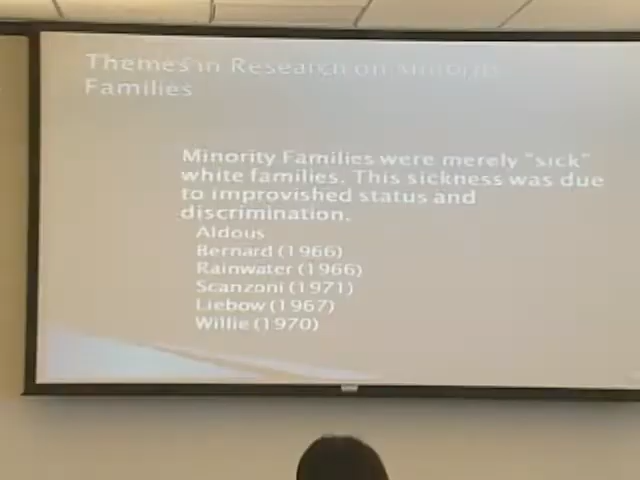 Themes in Research on Minority
Families
Minority Families were merely "sick"
white families. This sickness was due
to improvished status and
discrimination.
Aldous
Bernard (1966)
Rainwater (1966)
Scanzoni (1971)
Liebow (1967)
Willie (1970)